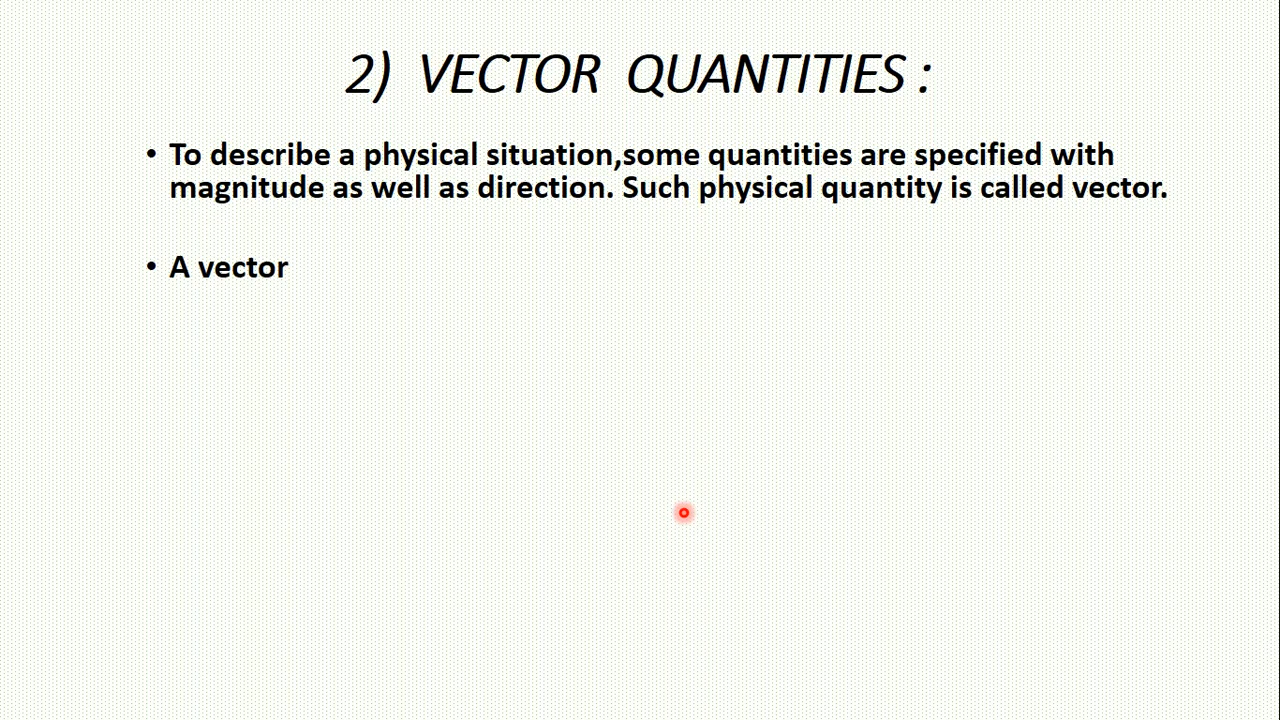 2) VECTOR QUANTITIES :
• To describe a physical situation,some quantities are specified with
magnitude as well as direction. Such physical quantity is called vector.
• A vector